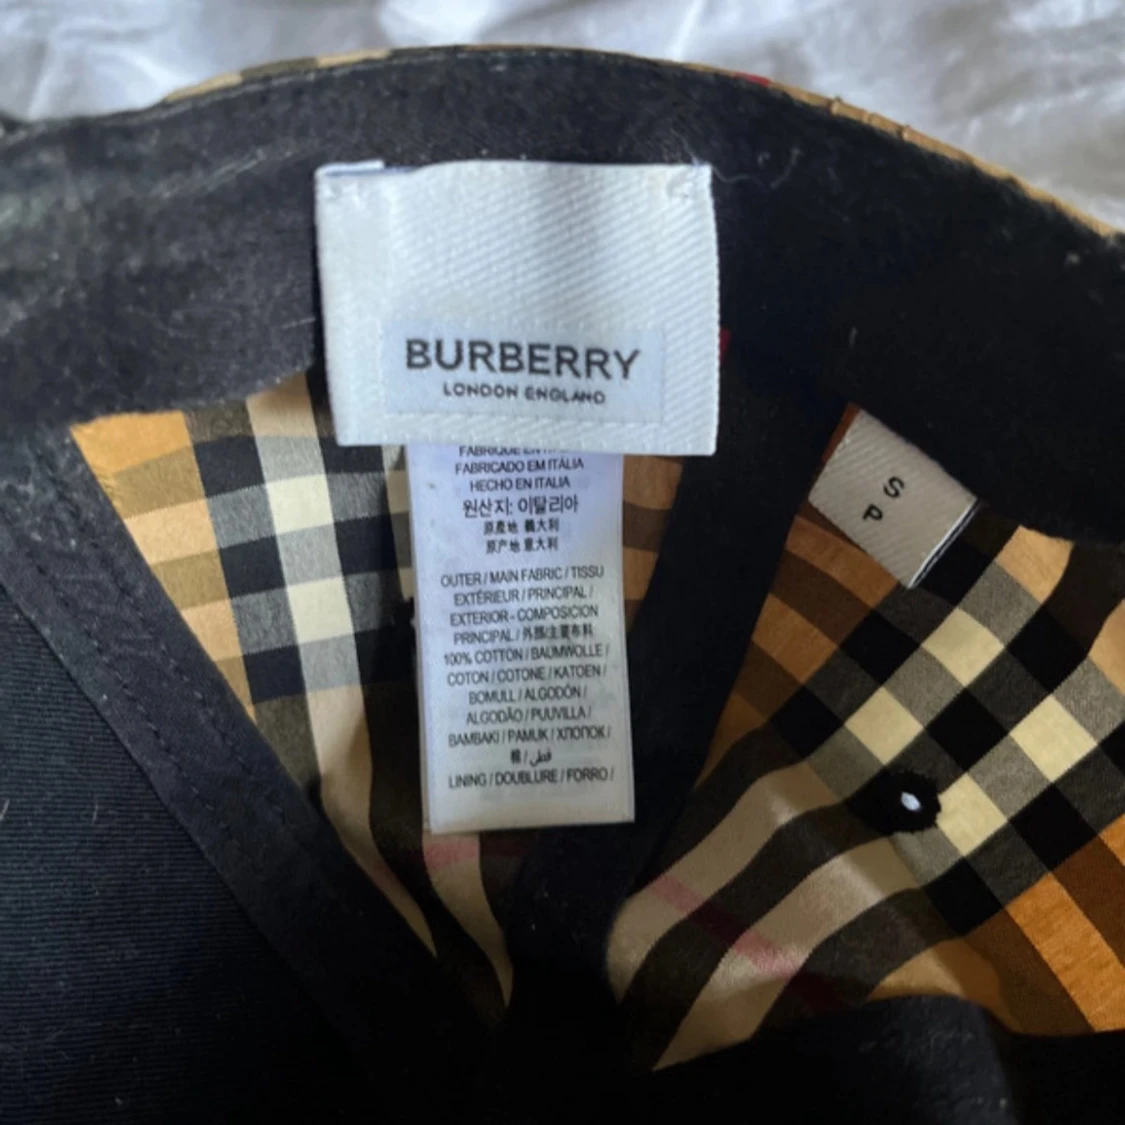 BURBERRY
LONDON ENGLAND
FABRIQUE EN
FABRICADO EM ITÁLIA
HECHO EN ITALIA
원산지: 이탈리아
原產地 義大利
原产地 意大利
OUTER / MAIN FABRIC / TISSU
EXTÉRIEUR / PRINCIPAL /
EXTERIOR - COMPOSICION
PRINCIPAL / 外部/主要布料
100% COTTON / BAUMWOLLE /
COTON / COTONE / KATOEN /
BOMULL / ALGODÓN /
ALGODÃO / PUUVILLA /
BAMBAKI / PAMUK / ХЛОПОК /
棉 / قطن
LINING / DOUBLURE / FORRO /
S
P